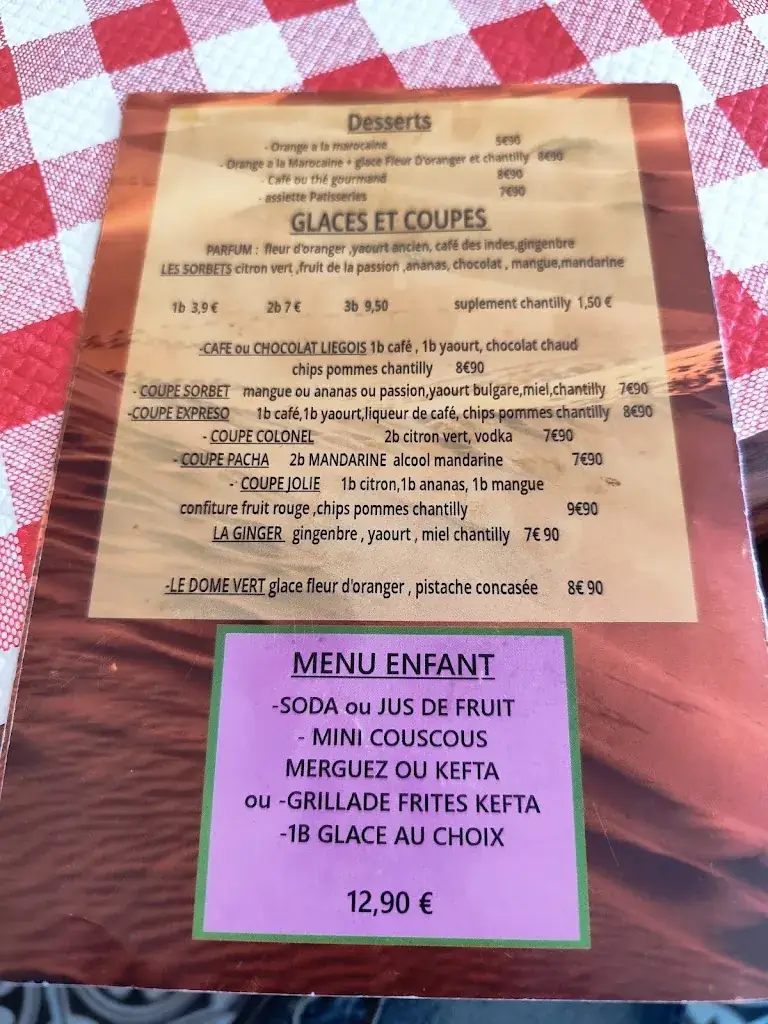 Desserts
- Orange a la marocaine 5€90
- Orange a la Marocaine + glace Fleur D'oranger et chantilly 8€90
- Café ou thé gourmand 8€90
- assiette Patisseries 7€90
GLACES ET COUPES
PARFUM : fleur d'oranger ,yaourt ancien, café des indes,gingenbre
LES SORBETS citron vert ,fruit de la passion ,ananas, chocolat , mangue,mandarine
1b 3,9 € 2b 7 € 3b 9,50 suplement chantilly 1,50 €
-CAFE ou CHOCOLAT LIEGOIS 1b café , 1b yaourt, chocolat chaud
chips pommes chantilly 8€90
- COUPE SORBET mangue ou ananas ou passion,yaourt bulgare,miel,chantilly 7€90
-COUPE EXPRESO 1b café,1b yaourt,liqueur de café, chips pommes chantilly 8€90
- COUPE COLONEL 2b citron vert, vodka 7€90
- COUPE PACHA 2b MANDARINE alcool mandarine 7€90
- COUPE JOLIE 1b citron,1b ananas, 1b mangue
confiture fruit rouge ,chips pommes chantilly 9€90
LA GINGER gingenbre , yaourt , miel chantilly 7€ 90
-LE DOME VERT glace fleur d'oranger , pistache concasée 8€ 90
MENU ENFANT
-SODA ou JUS DE FRUIT
- MINI COUSCOUS
MERGUEZ OU KEFTA
ou -GRILLADE FRITES KEFTA
-1B GLACE AU CHOIX
12,90 €